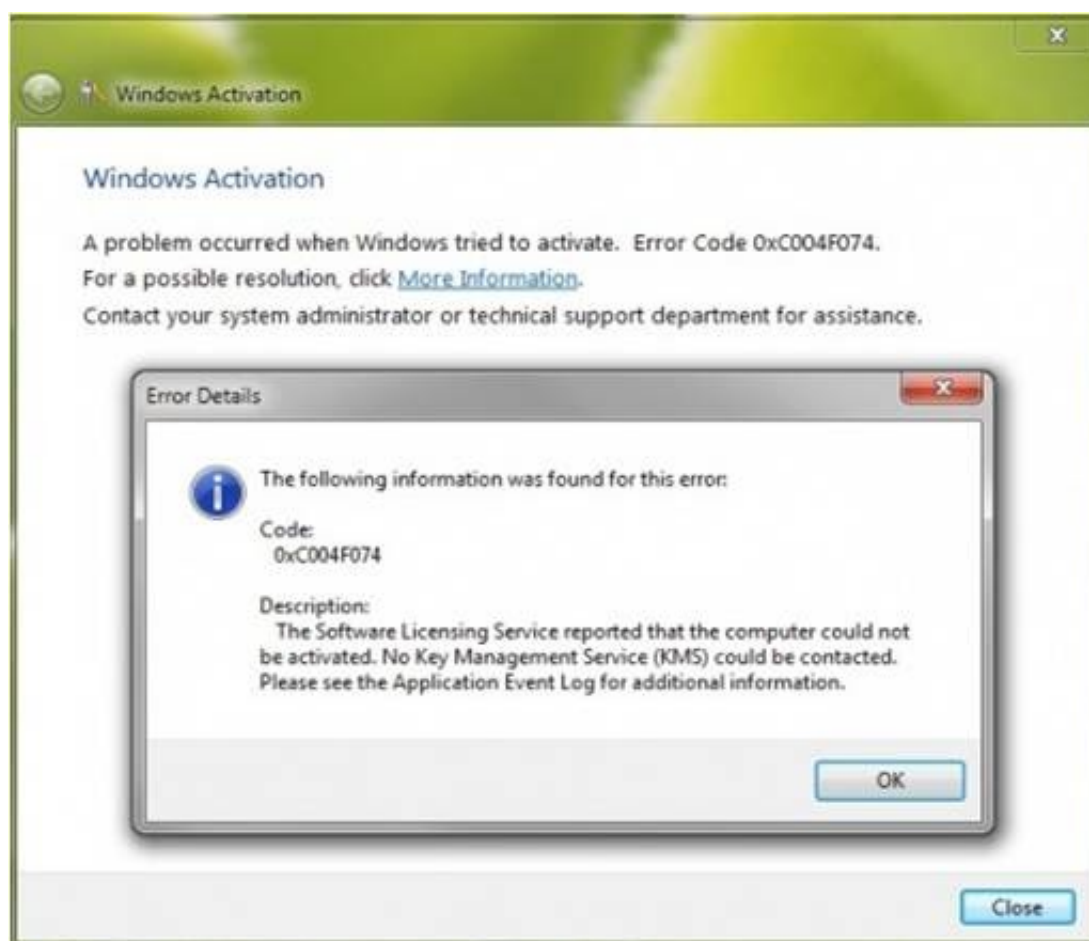 Windows Activation
Windows Activation
A problem occurred when Windows tried to activate. Error Code 0xC004F074.
For a possible resolution, click More Information.
Contact your system administrator or technical support department for assistance.
Error Details
The following information was found for this error:
Code:
0xC004F074
Description:
The Software Licensing Service reported that the computer could not
be activated. No Key Management Service (KMS) could be contacted.
Please see the Application Event Log for additional information.
OK
Close